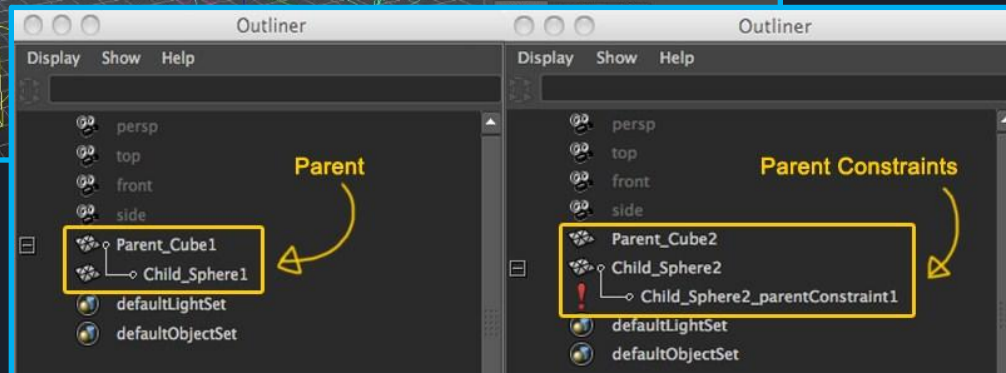 Outliner
Display Show Help
persp
top
front
side
Parent
Parent_Cube1
Child_Sphere1
defaultLightSet
defaultObjectSet
Outliner
Display Show Help
persp
top
front
side
Parent Constraints
Parent_Cube2
Child_Sphere2
Child_Sphere2_parentConstraint1
defaultLightSet
defaultObjectSet